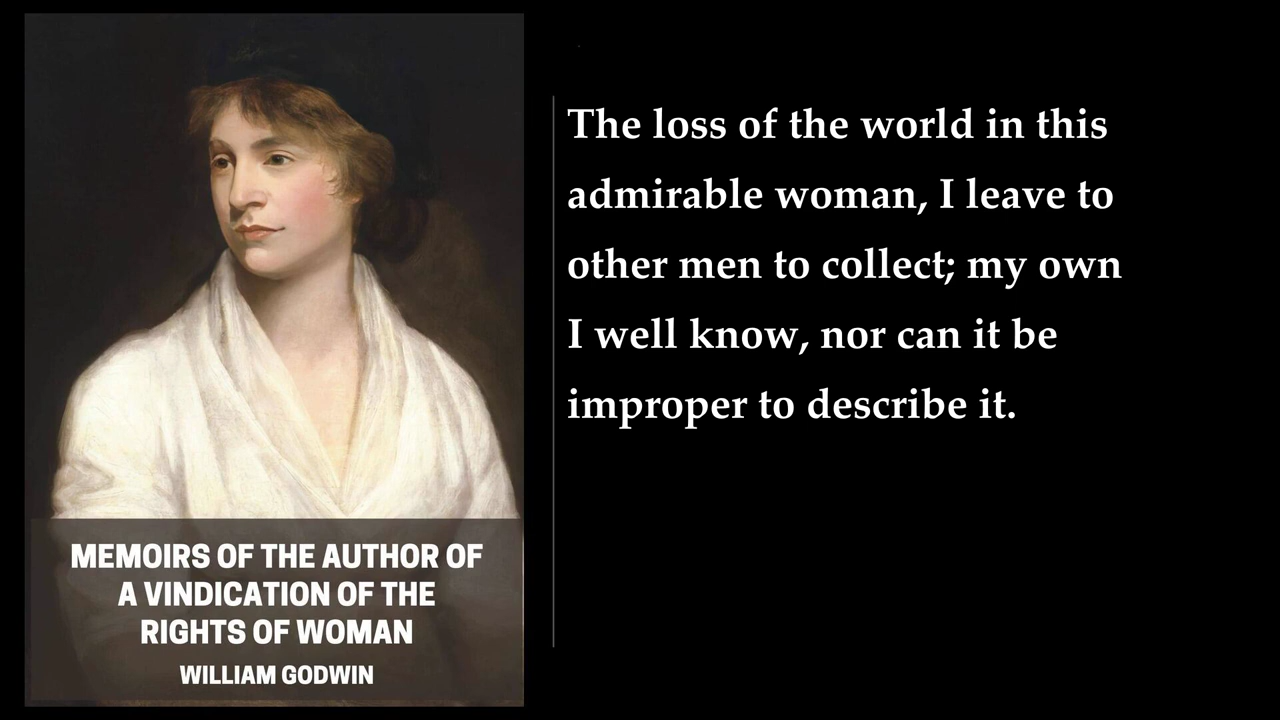 MEMOIRS OF THE AUTHOR OF
A VINDICATION OF THE
RIGHTS OF WOMAN
WILLIAM GODWIN
The loss of the world in this
admirable woman, I leave to
other men to collect; my own
I well know, nor can it be
improper to describe it.